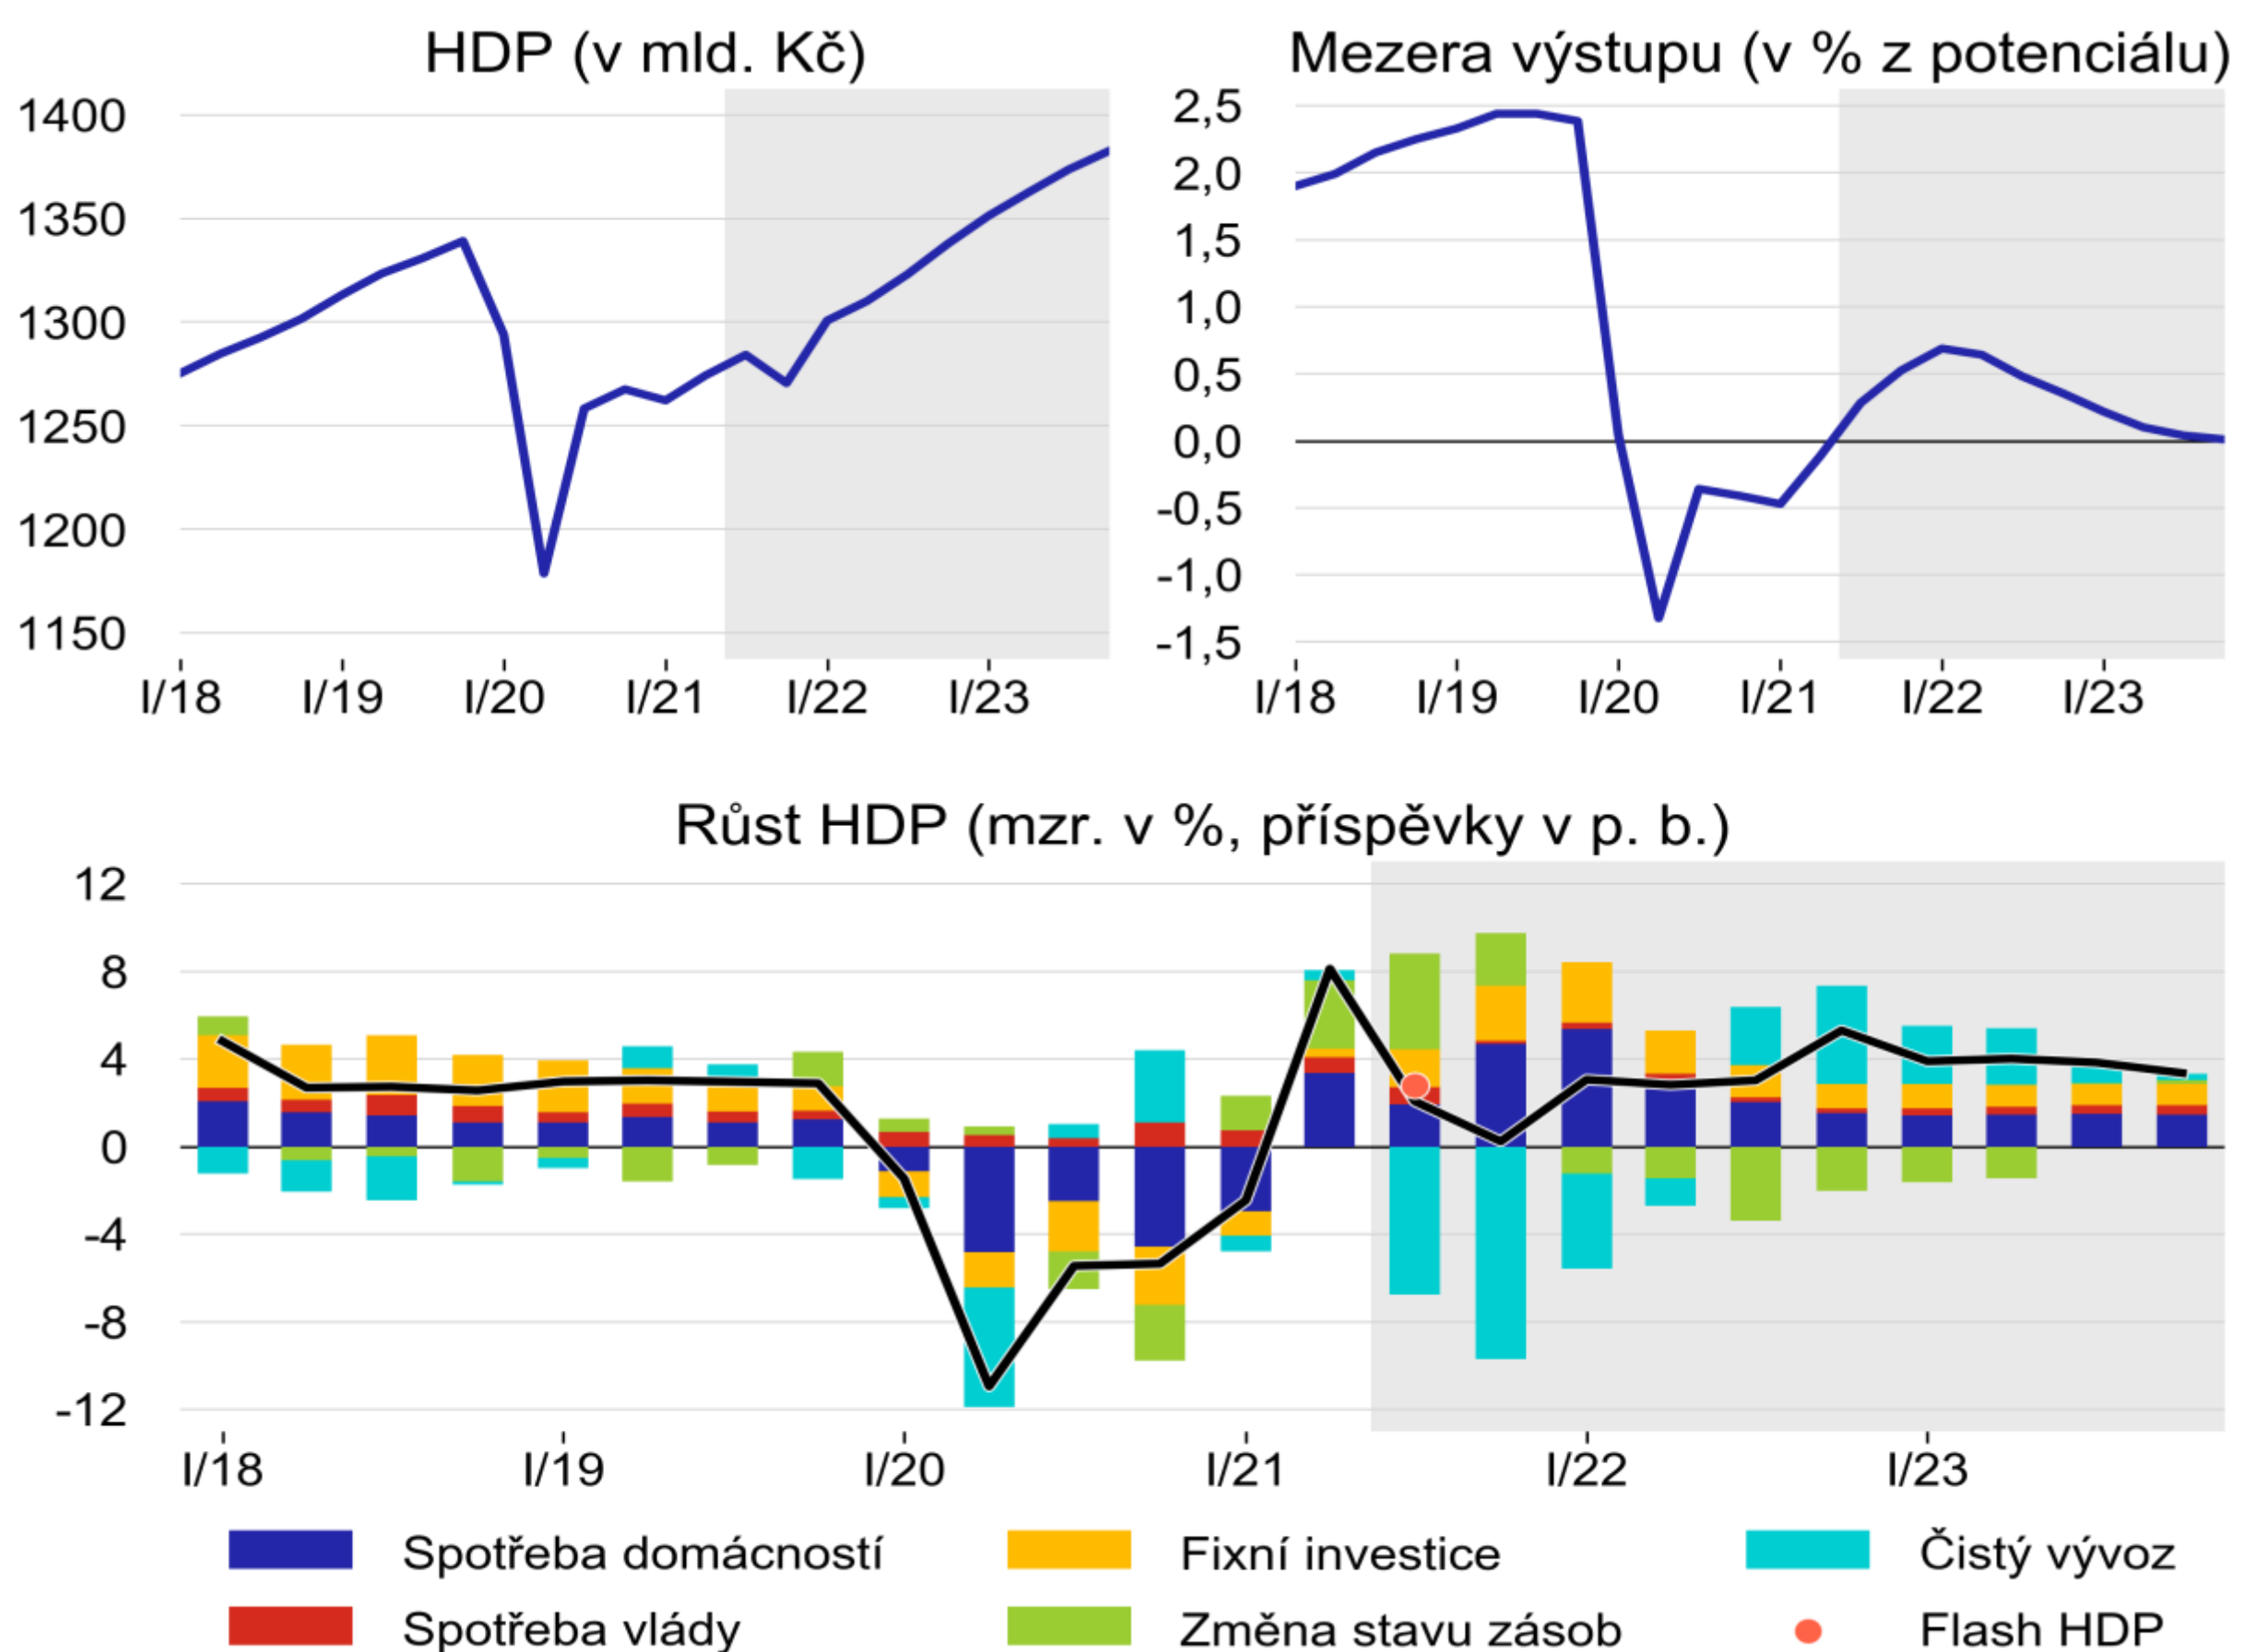 HDP (v mld. Kč)
1400
1350
1300
1250
1200
1150
I/18 I/19 I/20 I/21 I/22 I/23
Mezera výstupu (v % z potenciálu)
2,5
2,0
1,5
1,0
0,5
0,0
-0,5
-1,0
-1,5
I/18 I/19 I/20 I/21 I/22 I/23
Růst HDP (mzr. v %, příspěvky v p. b.)
12
8
4
0
-4
-8
-12
I/18 I/19 I/20 I/21 I/22 I/23
Spotřeba domácností Fixní investice Čistý vývoz
Spotřeba vlády Změna stavu zásob Flash HDP